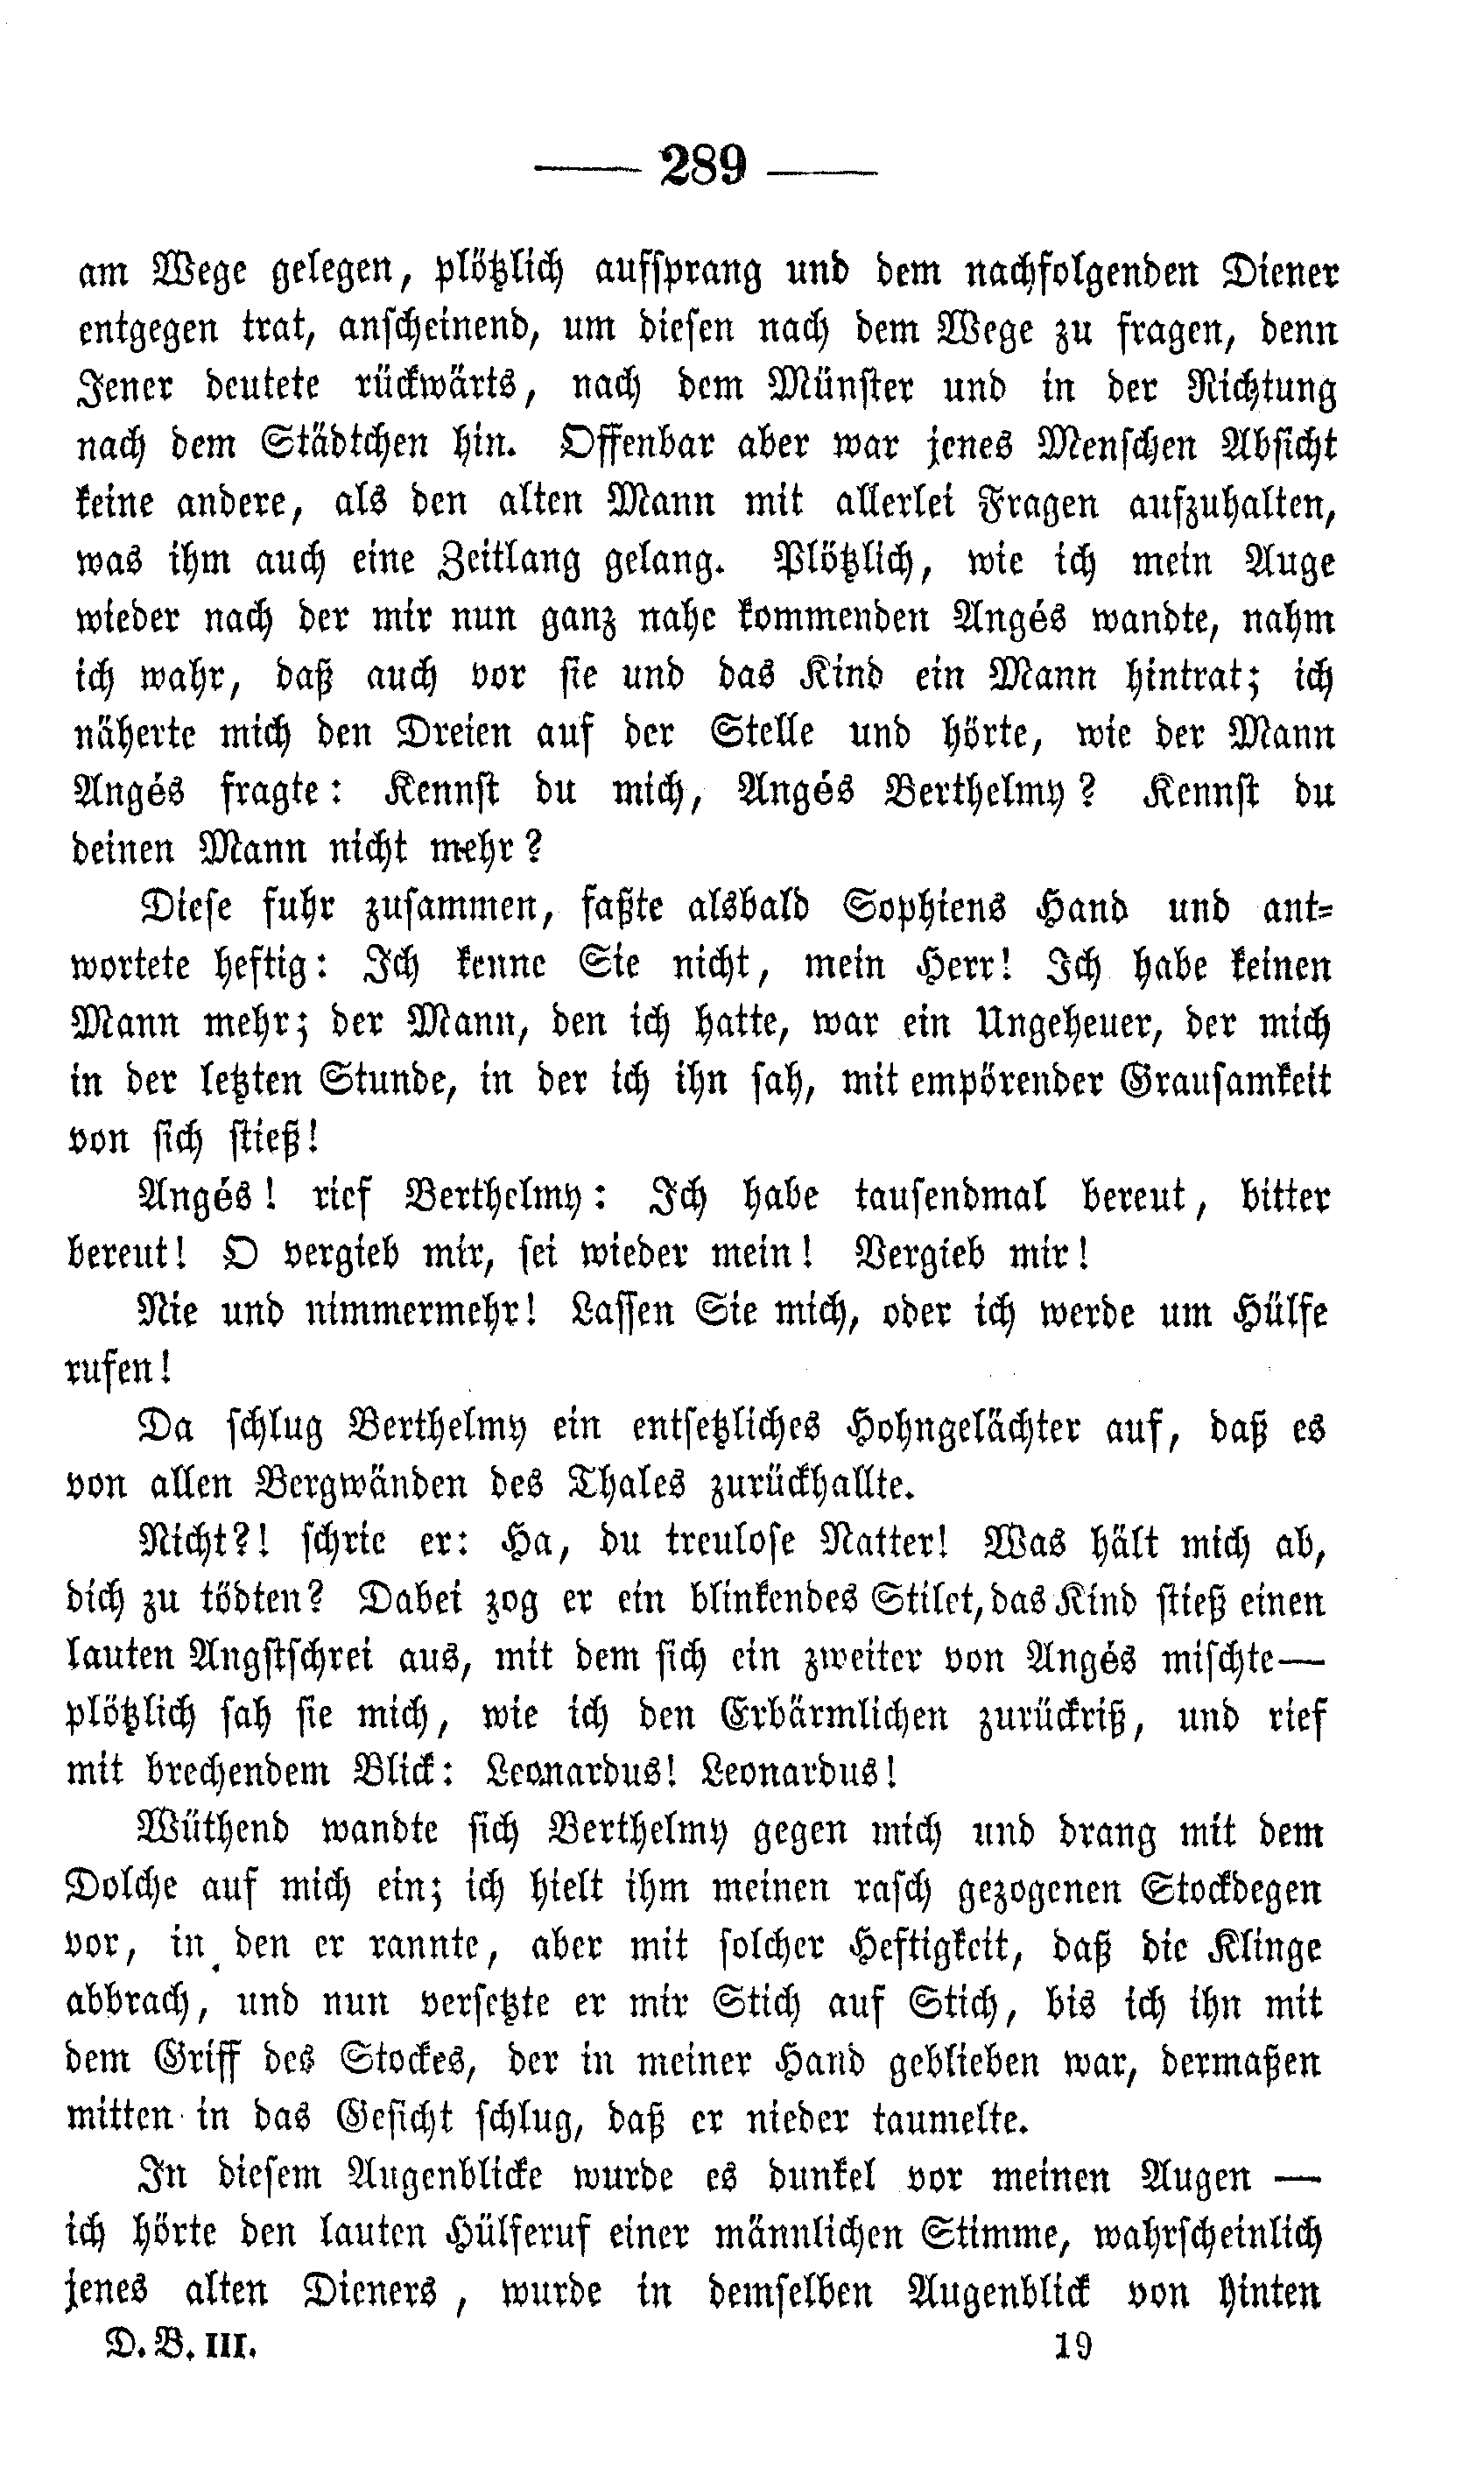 — 289 —
am Wege gelegen, plötzlich aufsprang und dem nachfolgenden Diener
entgegen trat, anscheinend, um diesen nach dem Wege zu fragen, denn
Jener deutete rückwärts, nach dem Münster und in der Richtung
nach dem Städtchen hin. Offenbar aber war jenes Menschen Absicht
keine andere, als den alten Mann mit allerlei Fragen aufzuhalten,
was ihm auch eine Zeitlang gelang. Plötzlich, wie ich mein Auge
wieder nach der mir nun ganz nahe kommenden Angés wandte, nahm
ich wahr, daß auch vor sie und das Kind ein Mann hintrat; ich
näherte mich den Dreien auf der Stelle und hörte, wie der Mann
Angés fragte: Kennst du mich, Angés Berthelmy? Kennst du
deinen Mann nicht mehr?
Diese fuhr zusammen, faßte alsbald Sophiens Hand und ant-
wortete heftig: Ich kenne Sie nicht, mein Herr! Ich habe keinen
Mann mehr; der Mann, den ich hatte, war ein Ungeheuer, der mich
in der letzten Stunde, in der ich ihn sah, mit empörender Grausamkeit
von sich stieß!
Angés! rief Berthelmy: Ich habe tausendmal bereut, bitter
bereut! O vergieb mir, sei wieder mein! Vergieb mir!
Nie und nimmermehr! Lassen Sie mich, oder ich werde um Hülfe
rufen!
Da schlug Berthelmy ein entsetzliches Hohngelächter auf, daß es
von allen Bergwänden des Thales zurückhallte.
Nicht?! schrie er: Ha, du treulose Natter! Was hält mich ab,
dich zu tödten? Dabei zog er ein blinkendes Stilet, das Kind stieß einen
lauten Angstschrei aus, mit dem sich ein zweiter von Angés mischte—
plötzlich sah sie mich, wie ich den Erbärmlichen zurückriß, und rief
mit brechendem Blick: Leonardus! Leonardus!
Wüthend wandte sich Berthelmy gegen mich und drang mit dem
Dolche auf mich ein; ich hielt ihm meinen rasch gezogenen Stockdegen
vor, in den er rannte, aber mit solcher Heftigkeit, daß die Klinge
abbrach, und nun versetzte er mir Stich auf Stich, bis ich ihn mit
dem Griff des Stockes, der in meiner Hand geblieben war, dermaßen
mitten in das Gesicht schlug, daß er nieder taumelte.
In diesem Augenblicke wurde es dunkel vor meinen Augen —
ich hörte den lauten Hülferuf einer männlichen Stimme, wahrscheinlich
jenes alten Dieners, wurde in demselben Augenblick von hinten
D. B. III. 19